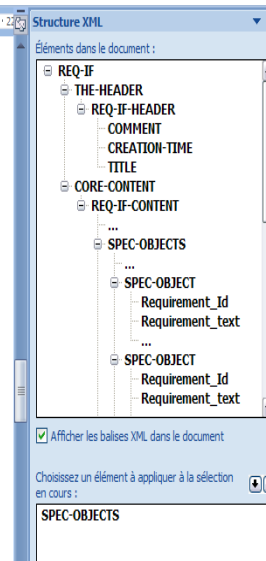 22
Structure XML
Éléments dans le document :
REQ-IF
THE-HEADER
REQ-IF-HEADER
COMMENT
CREATION-TIME
TITLE
CORE-CONTENT
REQ-IF-CONTENT
...
SPEC-OBJECTS
...
SPEC-OBJECT
Requirement_Id
Requirement_text
...
SPEC-OBJECT
Requirement_Id
Requirement_text
Afficher les balises XML dans le document
Choisissez un élément à appliquer à la sélection
en cours :
SPEC-OBJECTS